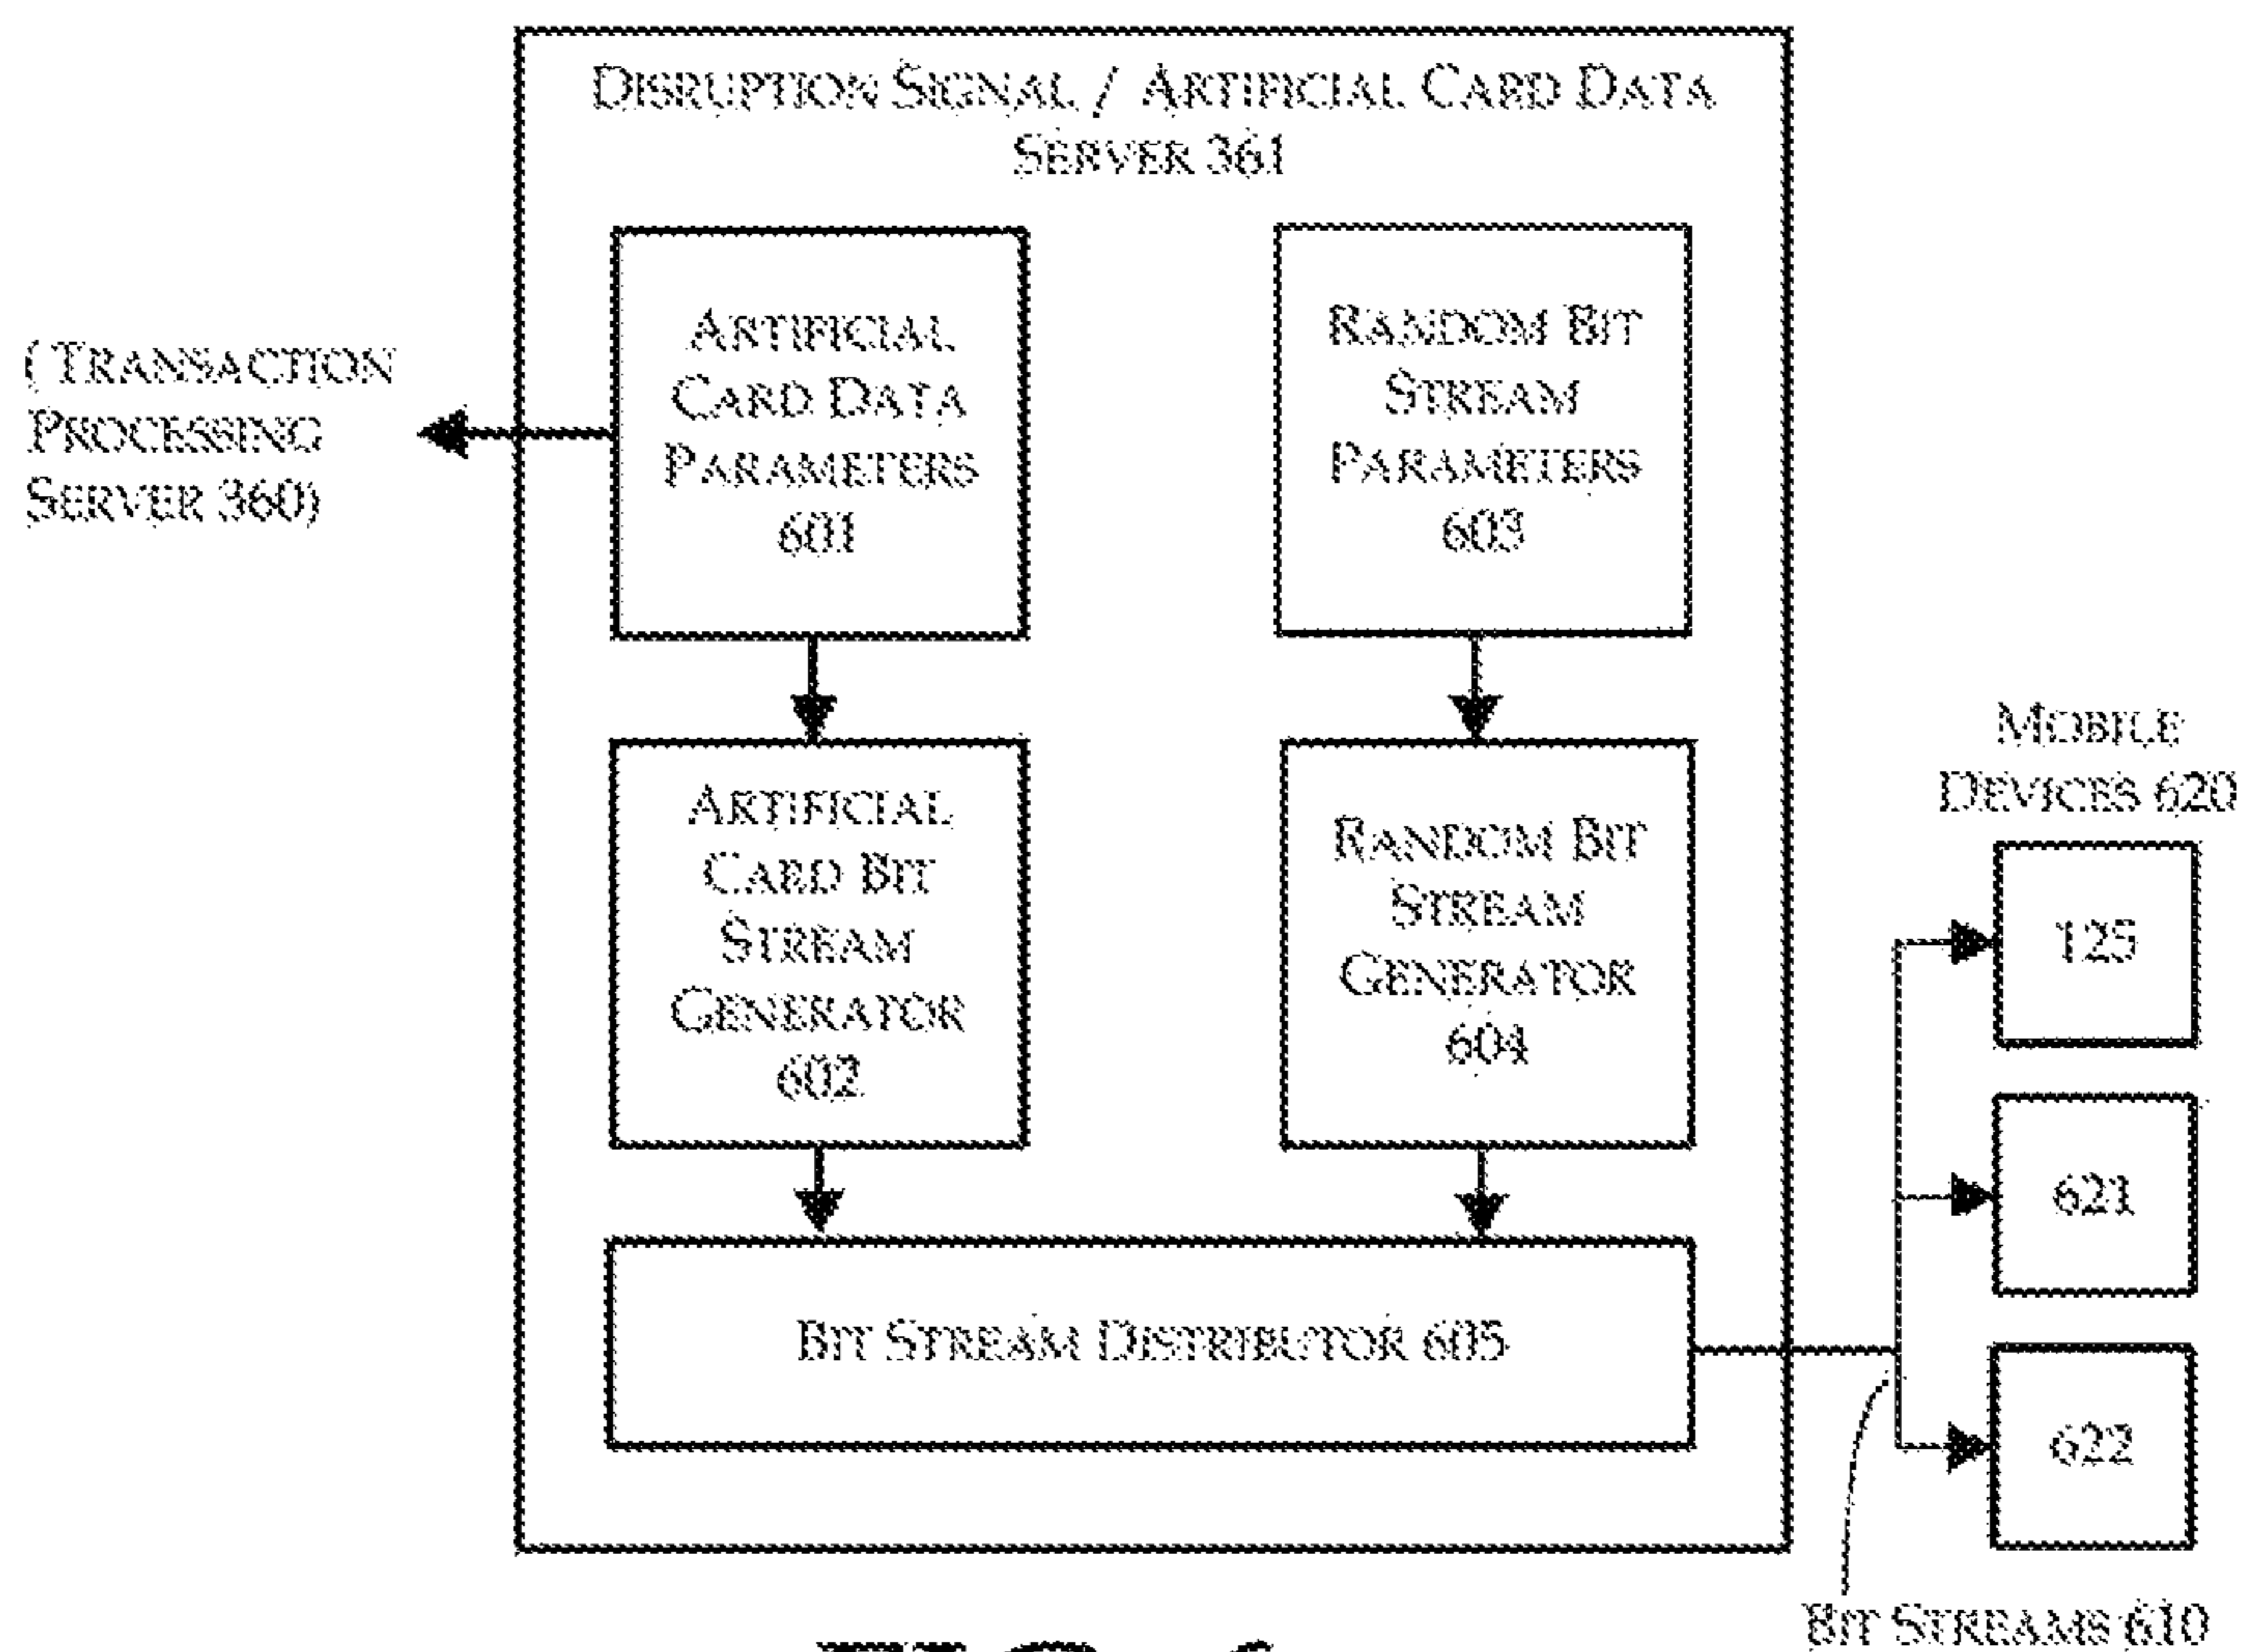 DISRUPTION SIGNAL / ARTIFICIAL CARD DATA
SERVER 361
( TRANSACTION
PROCESSING
SERVER 360)
ARTIFICIAL
CARD DATA
PARAMETERS
601
RANDOM BIT
STREAM
PARAMETERS
603
ARTIFICIAL
CARD BIT
STREAM
GENERATOR
602
RANDOM BIT
STREAM
GENERATOR
604
BIT STREAM DISTRIBUTOR 605
MOBILE
DEVICES 620
125
621
622
BIT STREAMS 610